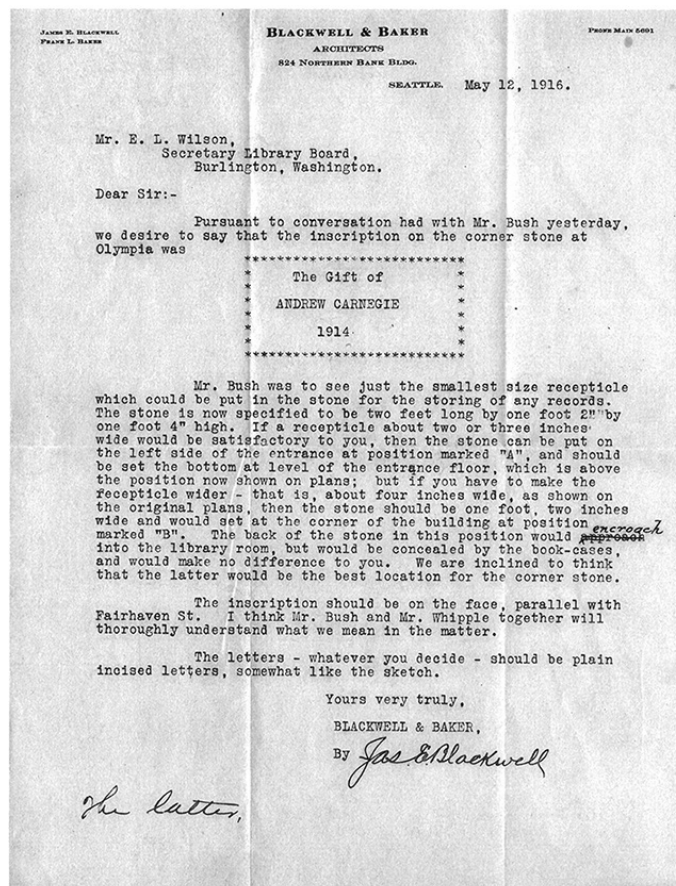 JAMES E. BLACKWELL
FRANK L. BAKER
BLACKWELL & BAKER
ARCHITECTS
824 NORTHERN BANK BLDG.
PHONE MAIN 5691
SEATTLE. May 12, 1916.
Mr. E. L. Wilson,
Secretary Library Board,
Burlington, Washington.
Dear Sir:-
Pursuant to conversation had with Mr. Bush yesterday,
we desire to say that the inscription on the corner stone at
Olympia was
The Gift of
ANDREW CARNEGIE
1914
Mr. Bush was to see just the smallest size recepticle
which could be put in the stone for the storing of any records.
The stone is now specified to be two feet long by one foot 2" by
one foot 4" high. If a recepticle about two or three inches
wide would be satisfactory to you, then the stone can be put on
the left side of the entrance at position marked "A", and should
be set the bottom at level of the entrance floor, which is above
the position now shown on plans; but if you have to make the
recepticle wider - that is, about four inches wide, as shown on
the original plans, then the stone should be one foot, two inches
wide and would set at the corner of the building at position
marked "B". The back of the stone in this position would approach encroach
into the library room, but would be concealed by the book-cases,
and would make no difference to you. We are inclined to think
that the latter would be the best location for the corner stone.
The inscription should be on the face, parallel with
Fairhaven St. I think Mr. Bush and Mr. Whipple together will
thoroughly understand what we mean in the matter.
The letters - whatever you decide - should be plain
incised letters, somewhat like the sketch.
Yours very truly,
BLACKWELL & BAKER,
By Jas. E. Blackwell
The latter,